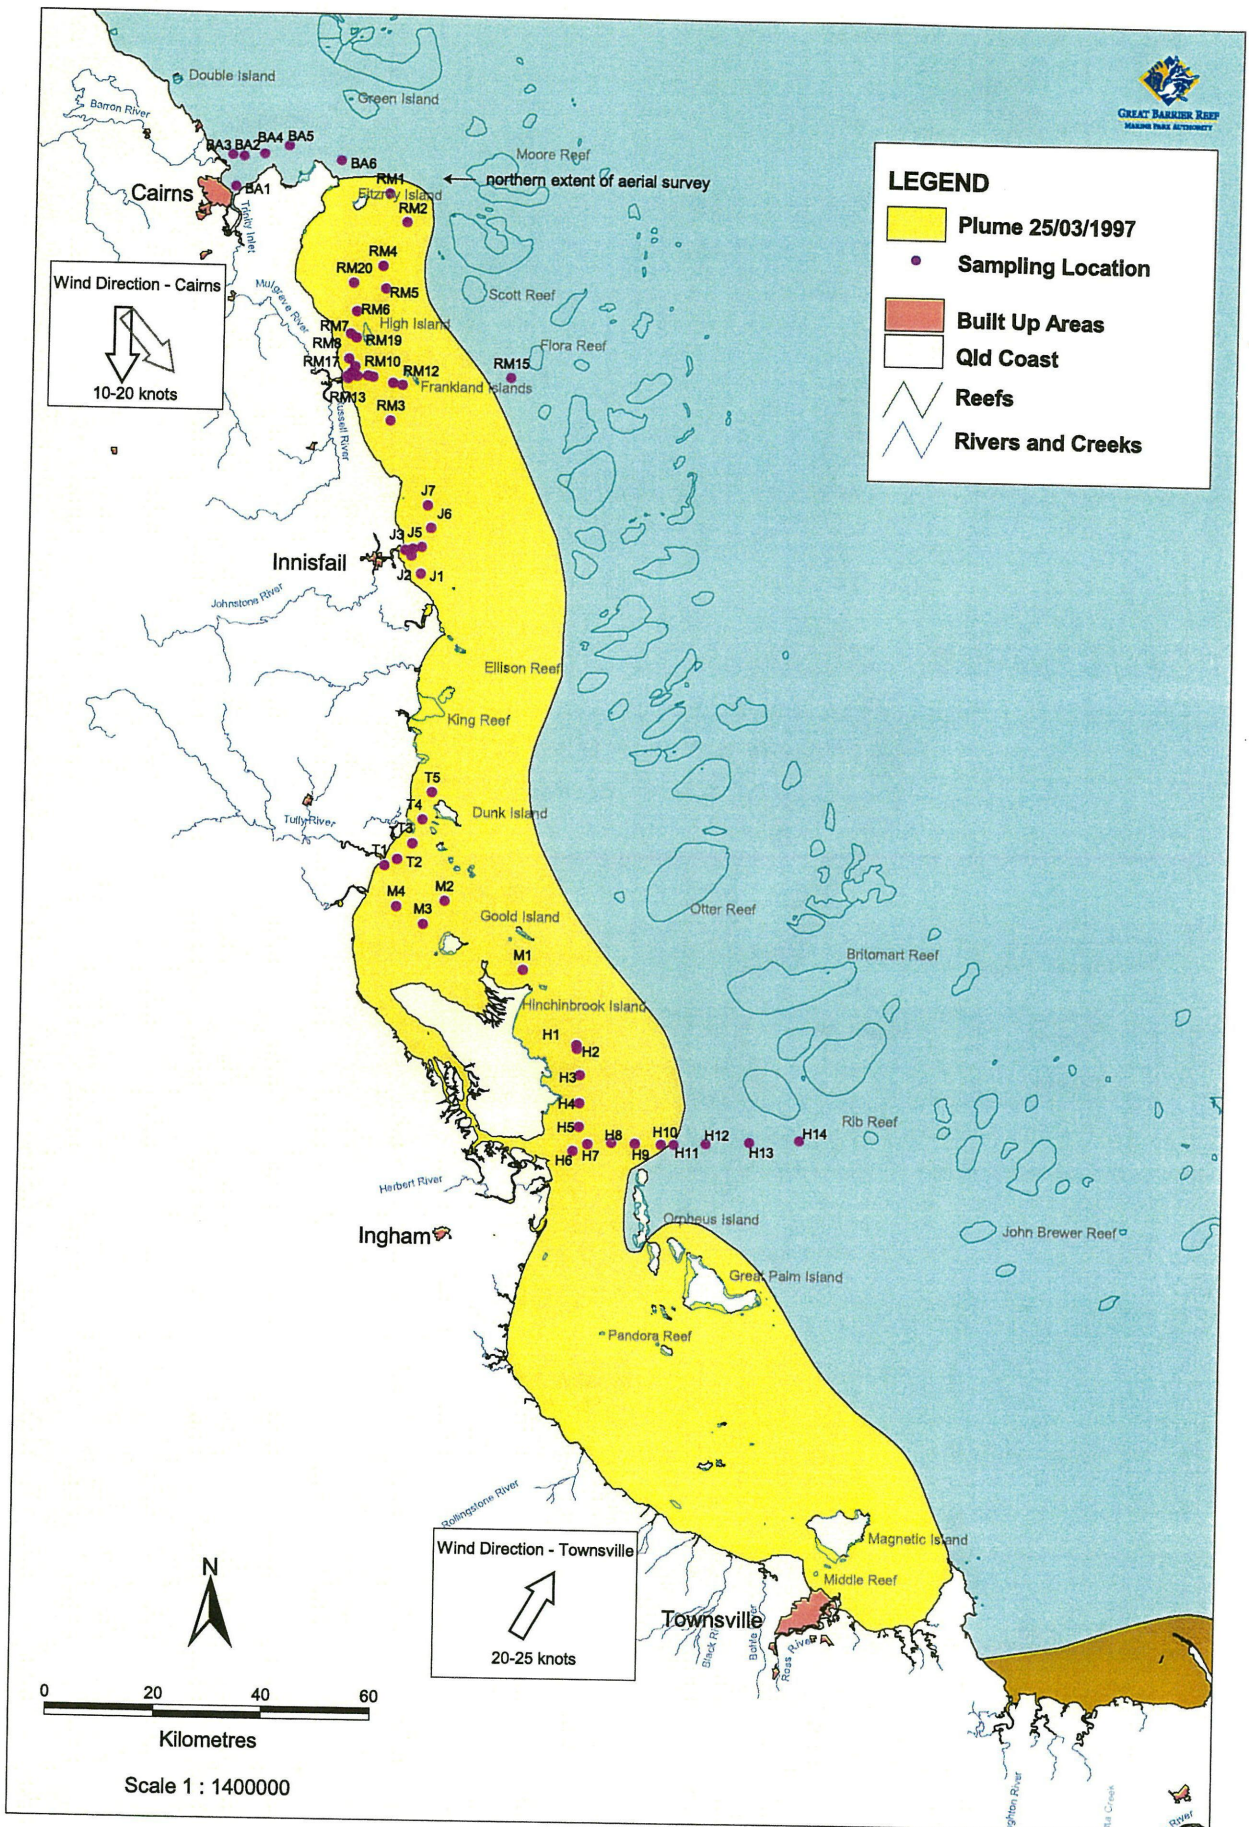 Double Island
Green Island
Barron River
GREAT BARRIER REEF
MARINE PARK AUTHORITY
BA3 BA2 BA4 BA5
BA6
BA1
Cairns
Trinity Inlet
Moore Reef
northern extent of aerial survey
RM1
Fitzroy Island
RM2
LEGEND
Plume 25/03/1997
Sampling Location
Built Up Areas
Qld Coast
Reefs
Rivers and Creeks
Wind Direction - Cairns
10-20 knots
Mulgrave River
RM4
RM20
RM5
Scott Reef
RM6
RM7
High Island
RM8
RM19
Flora Reef
RM17
RM10
RM12
RM15
Frankland Islands
RM13
RM3
Russell River
J7
J6
J3
J5
Innisfail
J2
J1
Johnstone River
Ellison Reef
King Reef
T5
T4
Dunk Island
Tully River
T3
T1
T2
M4
M2
M3
Goold Island
Otter Reef
M1
Britomart Reef
Hinchinbrook Island
H1
H2
H3
H4
H5
H6
H7
H8
H9
H10
H11
H12
H13
H14
Rib Reef
Herbert River
Ingham
Orpheus Island
John Brewer Reef
Great Palm Island
Pandora Reef
Rollingstone River
Wind Direction - Townsville
20-25 knots
Magnetic Island
Middle Reef
Townsville
Black Ri
Ross River
N
0 20 40 60
Kilometres
Scale 1 : 1400000
ghton River
River